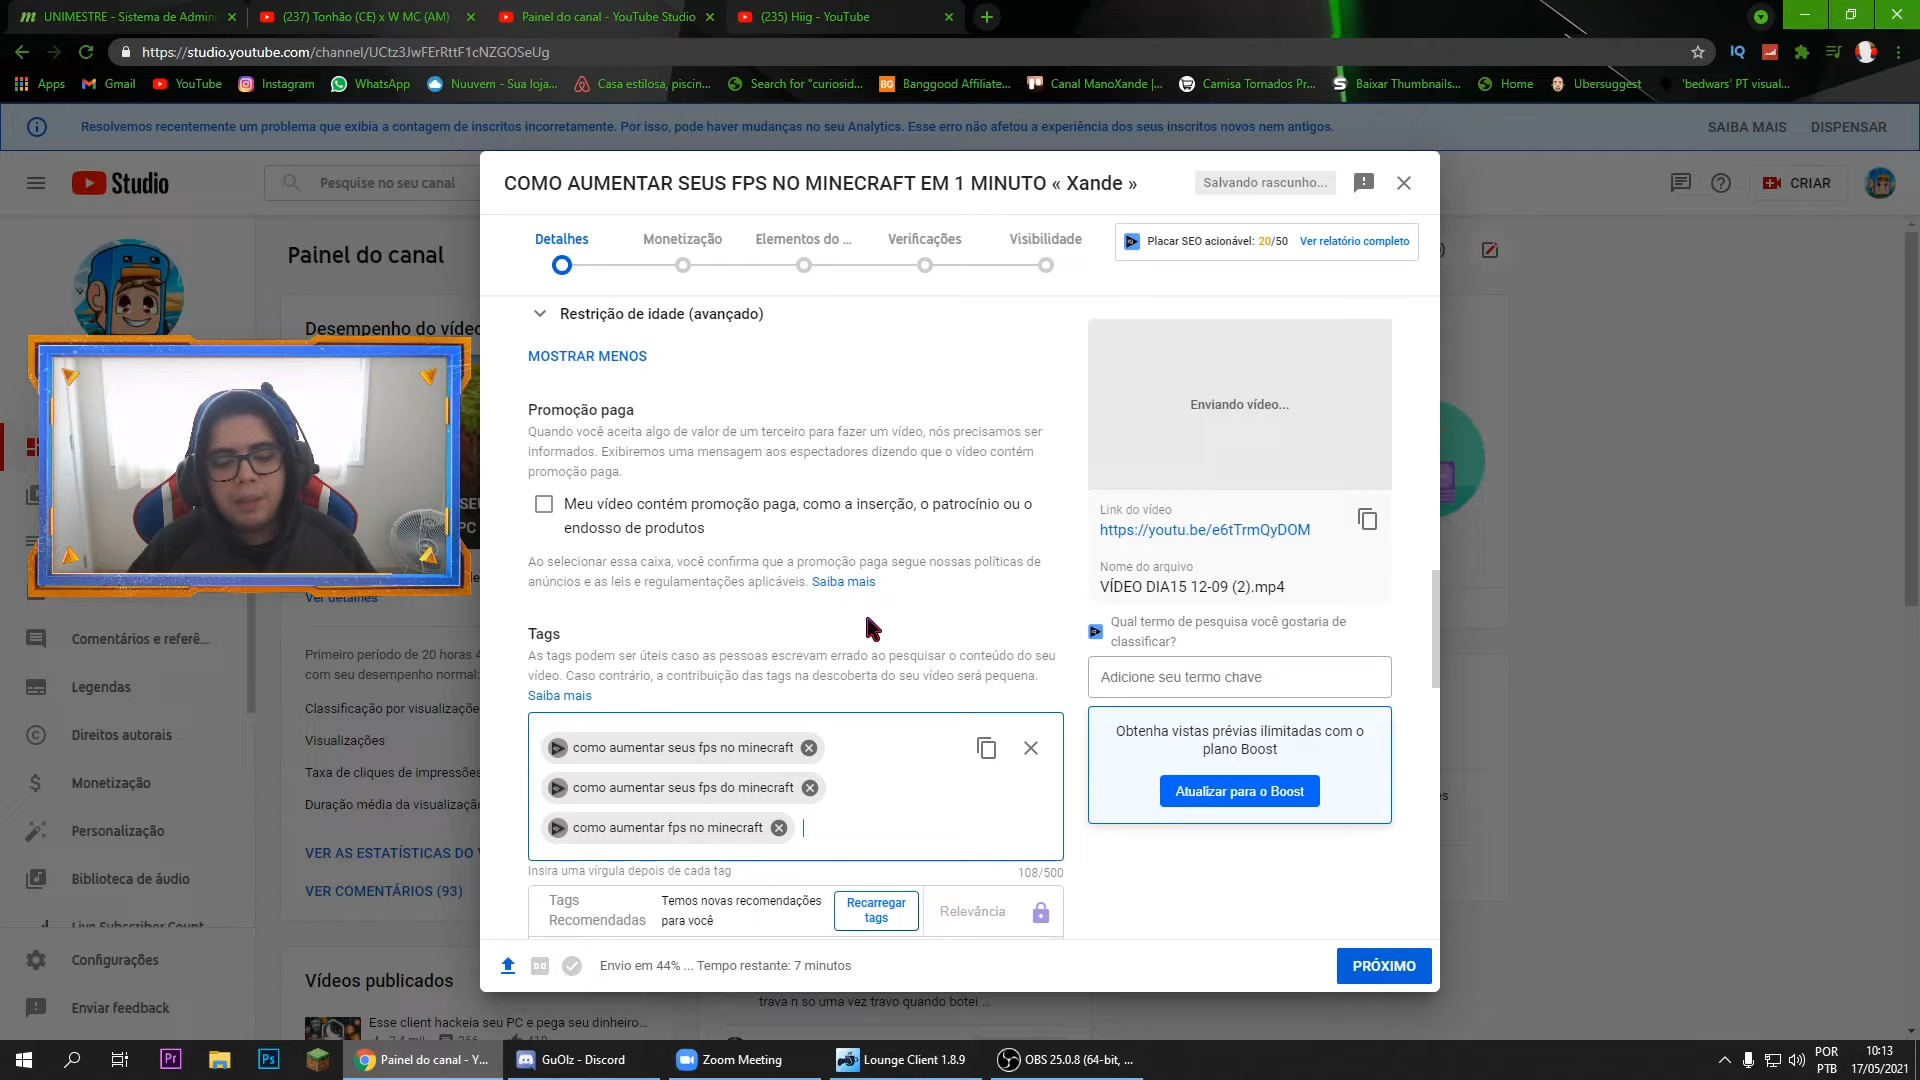 UNIMESTRE - Sistema de Admin
(237) Tonhão (CE) x W MC (AM)
Painel do canal - YouTube Studio
(235) Hiig - YouTube
https://studio.youtube.com/channel/UCtz3JwFErRttF1cNZGOSeUg
Apps
Gmail
YouTube
Instagram
WhatsApp
Nuuvem - Sua loja...
Casa estilosa, piscin...
Search for "curiosid...
Banggood Affiliate...
Canal ManoXande |...
Camisa Tornados Pr...
Baixar Thumbnails...
Home
Ubersuggest
'bedwars' PT visual...
Resolvemos recentemente um problema que exibia a contagem de inscritos incorretamente. Por isso, pode haver mudanças no seu Analytics. Esse erro não afetou a experiência dos seus inscritos novos nem antigos.
SAIBA MAIS
DISPENSAR
Studio
Pesquise no seu canal
CRIAR
COMO AUMENTAR SEUS FPS NO MINECRAFT EM 1 MINUTO « Xande »
Salvando rascunho...
Detalhes
Monetização
Elementos do ...
Verificações
Visibilidade
Placar SEO acionável: 20/50
Ver relatório completo
Painel do canal
Desempenho do víde
Restrição de idade (avançado)
MOSTRAR MENOS
Promoção paga
Quando você aceita algo de valor de um terceiro para fazer um vídeo, nós precisamos ser
informados. Exibiremos uma mensagem aos espectadores dizendo que o vídeo contém
promoção paga.
Meu vídeo contém promoção paga, como a inserção, o patrocínio ou o
endosso de produtos
Ao selecionar essa caixa, você confirma que a promoção paga segue nossas políticas de
anúncios e as leis e regulamentações aplicáveis. Saiba mais
Enviando vídeo...
Link do vídeo
https://youtu.be/e6tTrmQyDOM
Nome do arquivo
VÍDEO DIA15 12-09 (2).mp4
Qual termo de pesquisa você gostaria de
classificar?
Adicione seu termo chave
Obtenha vistas prévias ilimitadas com o
plano Boost
Atualizar para o Boost
Tags
As tags podem ser úteis caso as pessoas escrevam errado ao pesquisar o conteúdo do seu
vídeo. Caso contrário, a contribuição das tags na descoberta do seu vídeo será pequena.
Saiba mais
como aumentar seus fps no minecraft
como aumentar seus fps do minecraft
como aumentar fps no minecraft
Insira uma vírgula depois de cada tag
108/500
Tags
Recomendadas
Temos novas recomendações
para você
Recarregar
tags
Relevância
Envio em 44% ... Tempo restante: 7 minutos
PRÓXIMO
Ver detalhes
Comentários e referê...
Legendas
Direitos autorais
Monetização
Personalização
Biblioteca de áudio
Live Subscriber Count
Configurações
Enviar feedback
Primeiro período de 20 horas
com seu desempenho normal:
Classificação por visualizaçõe
Visualizações
Taxa de cliques de impressões
Duração média da visualizaçã
VER AS ESTATÍSTICAS DO
VER COMENTÁRIOS (93)
Vídeos publicados
Esse client hackeia seu PC e pega seu dinheiro...
trava n so uma vez travo quando botei ...
Painel do canal - Y...
GuOlz - Discord
Zoom Meeting
Lounge Client 1.8.9
OBS 25.0.8 (64-bit, ...
POR
PTB
10:13
17/05/2021